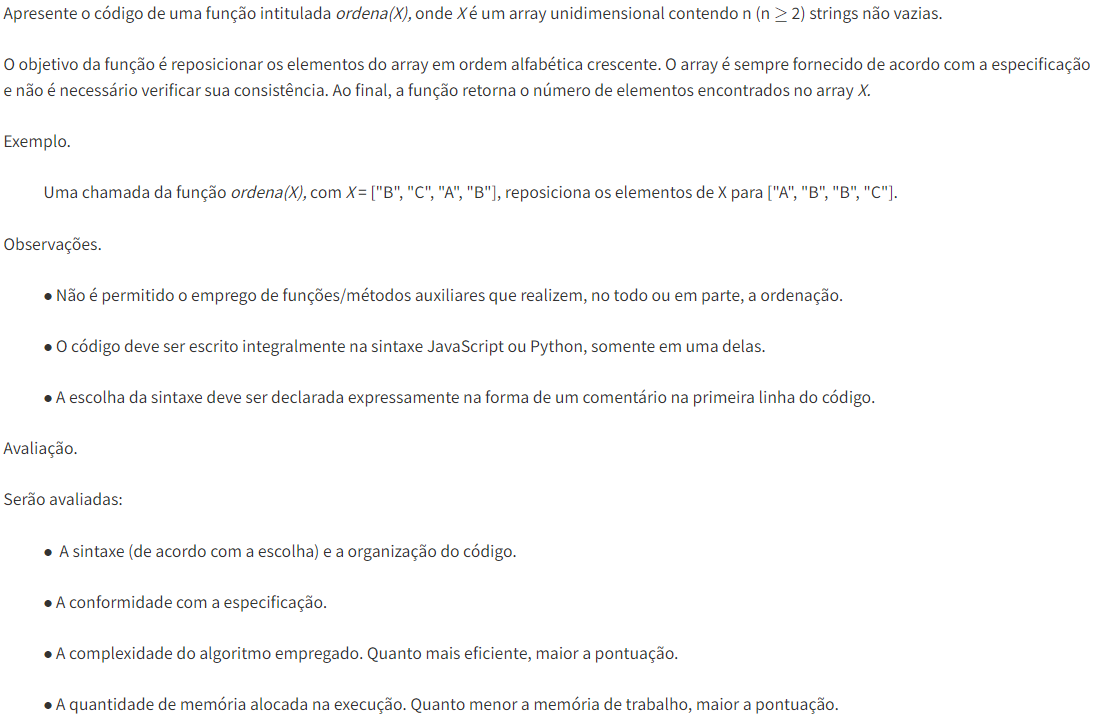 Apresente o código de uma função intitulada ordena(X), onde X é um array unidimensional contendo n (n ≥ 2) strings não vazias.
O objetivo da função é reposicionar os elementos do array em ordem alfabética crescente. O array é sempre fornecido de acordo com a especificação
e não é necessário verificar sua consistência. Ao final, a função retorna o número de elementos encontrados no array X.
Exemplo.
Uma chamada da função ordena(X), com X = ["B", "C", "A", "B"], reposiciona os elementos de X para ["A", "B", "B", "C"].
Observações.
● Não é permitido o emprego de funções/métodos auxiliares que realizem, no todo ou em parte, a ordenação.
● O código deve ser escrito integralmente na sintaxe JavaScript ou Python, somente em uma delas.
● A escolha da sintaxe deve ser declarada expressamente na forma de um comentário na primeira linha do código.
Avaliação.
Serão avaliadas:
● A sintaxe (de acordo com a escolha) e a organização do código.
● A conformidade com a especificação.
● A complexidade do algoritmo empregado. Quanto mais eficiente, maior a pontuação.
● A quantidade de memória alocada na execução. Quanto menor a memória de trabalho, maior a pontuação.